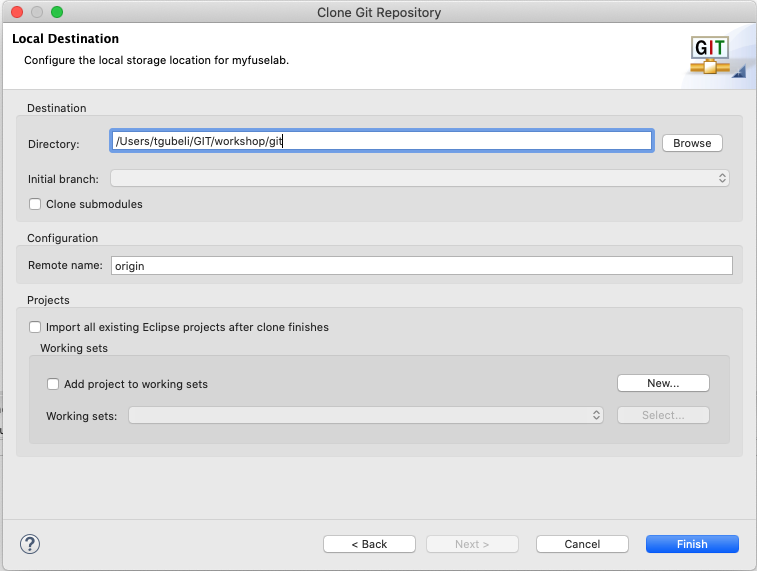 Clone Git Repository
Local Destination
Configure the local storage location for myfuselab.
GIT
Destination
Directory: /Users/tgubeli/GIT/workshop/git Browse
Initial branch:
Clone submodules
Configuration
Remote name: origin
Projects
Import all existing Eclipse projects after clone finishes
Working sets
Add project to working sets New...
Working sets: Select...
? < Back Next > Cancel Finish